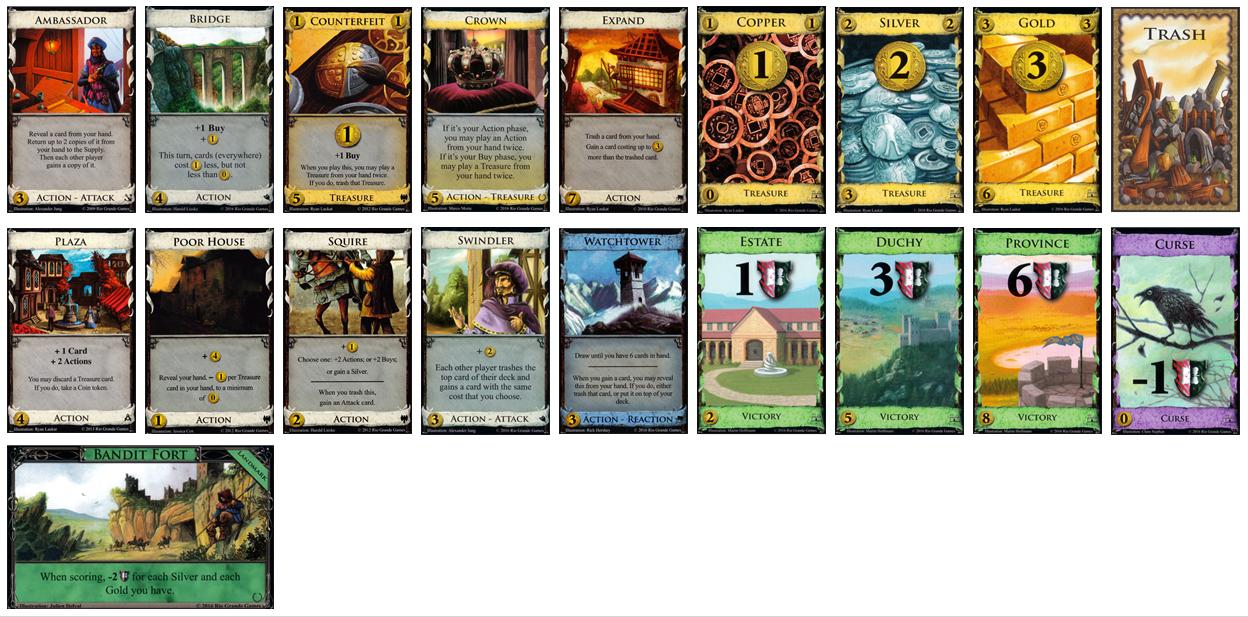 AMBASSADOR
Reveal a card from your hand.
Return up to 2 copies of it from
your hand to the Supply.
Then each other player
gains a copy of it.
3 ACTION - ATTACK
BRIDGE
+1 Buy
+ 1
This turn, cards (everywhere)
cost 1 less, but not
less than 0.
4 ACTION
1 COUNTERFEIT 1
1
+1 Buy
When you play this, you may play a
Treasure from your hand twice.
If you do, trash that Treasure.
5 TREASURE
CROWN
If it's your Action phase,
you may play an Action
from your hand twice.
If it's your Buy phase,
you may play a Treasure
from your hand twice.
5 ACTION - TREASURE
EXPAND
Trash a card from your hand.
Gain a card costing up to 3
more than the trashed card.
7 ACTION
1 COPPER 1
1
0 TREASURE
2 SILVER 2
2
3 TREASURE
3 GOLD 3
3
6 TREASURE
TRASH
PLAZA
+ 1 Card
+ 2 Actions
You may discard a Treasure card.
If you do, take a Coin token.
4 ACTION
POOR HOUSE
+ 4
Reveal your hand. – 1 per Treasure
card in your hand, to a minimum
of 0.
1 ACTION
SQUIRE
+ 1
Choose one: +2 Actions; or +2 Buys;
or gain a Silver.
When you trash this,
gain an Attack card.
2 ACTION
SWINDLER
+ 2
Each other player trashes the
top card of their deck and
gains a card with the same
cost that you choose.
3 ACTION - ATTACK
WATCHTOWER
Draw until you have 6 cards in hand.
When you gain a card, you may reveal
this from your hand. If you do, either
trash that card, or put it on top of your
deck.
3 ACTION - REACTION
ESTATE
1
2 VICTORY
DUCHY
3
5 VICTORY
PROVINCE
6
8 VICTORY
CURSE
-1
0 CURSE
BANDIT FORT
LANDMARK
When scoring, -2 for each Silver and each
Gold you have.
Illustration: Julien Delval © 2016 Rio Grande Games